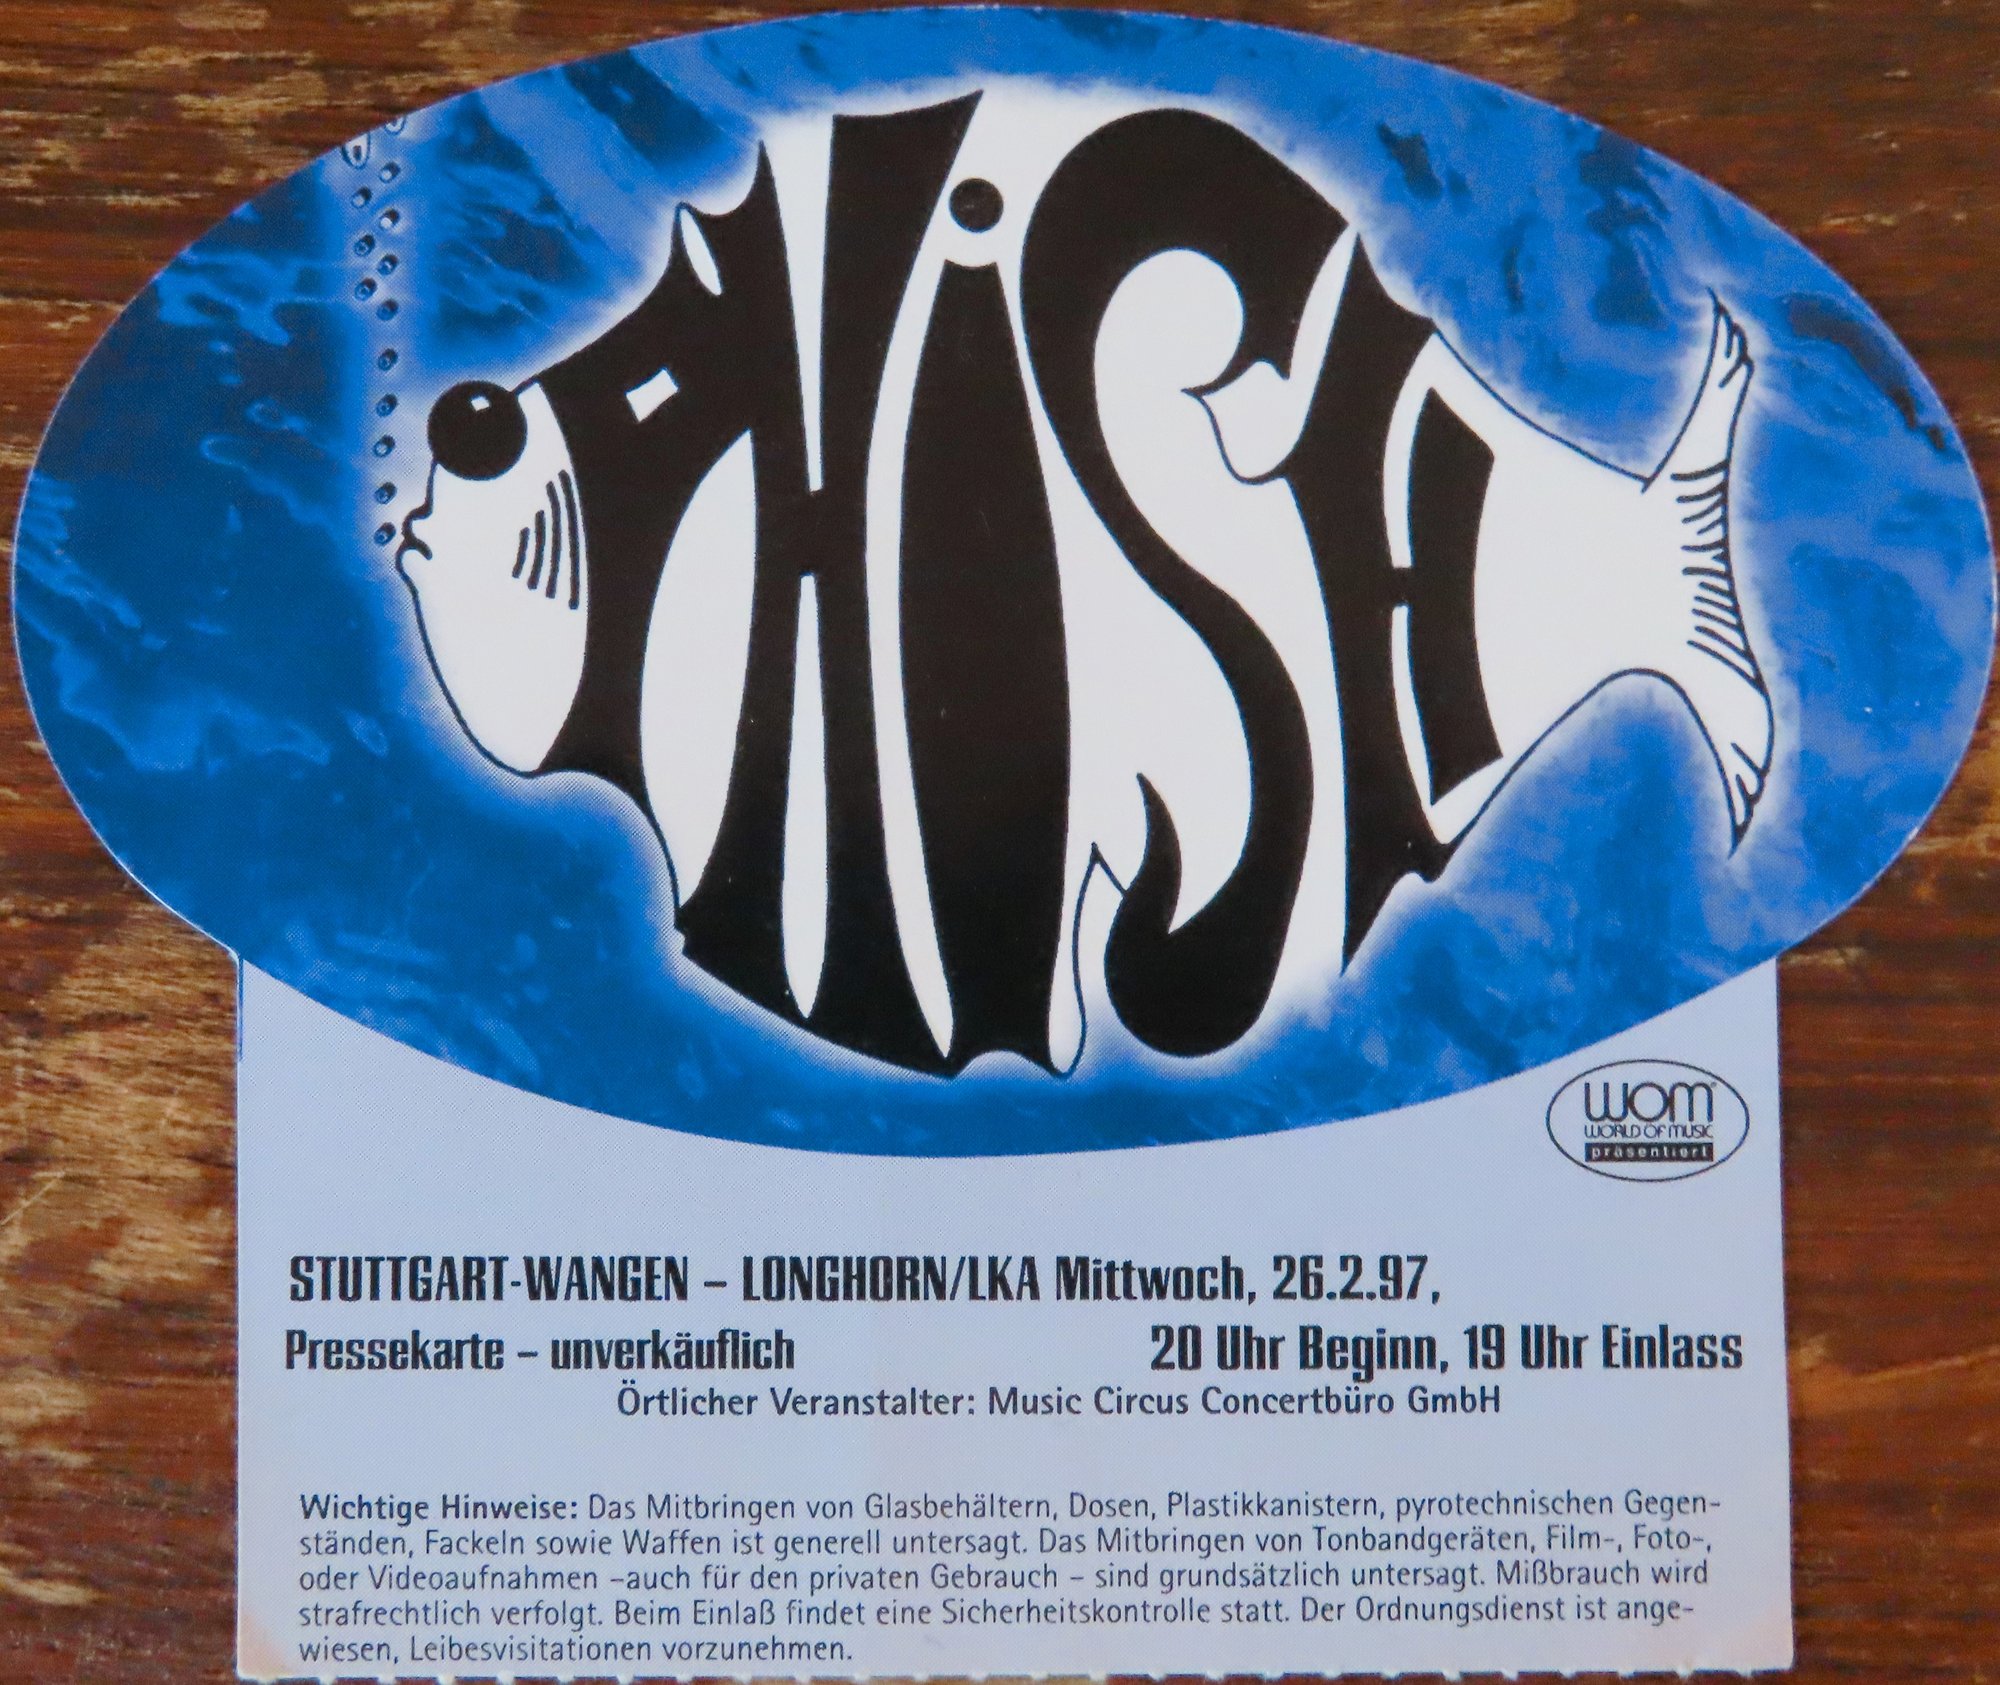 PHiSH
WOM
WORLD OF MUSIC
präsentiert
STUTTGART-WANGEN – LONGHORN/LKA Mittwoch, 26.2.97,
Pressekarte – unverkäuflich 20 Uhr Beginn, 19 Uhr Einlass
Örtlicher Veranstalter: Music Circus Concertbüro GmbH
Wichtige Hinweise: Das Mitbringen von Glasbehältern, Dosen, Plastikkanistern, pyrotechnischen Gegen-
ständen, Fackeln sowie Waffen ist generell untersagt. Das Mitbringen von Tonbandgeräten, Film-, Foto-,
oder Videoaufnahmen –auch für den privaten Gebrauch – sind grundsätzlich untersagt. Mißbrauch wird
strafrechtlich verfolgt. Beim Einlaß findet eine Sicherheitskontrolle statt. Der Ordnungsdienst ist ange-
wiesen, Leibesvisitationen vorzunehmen.